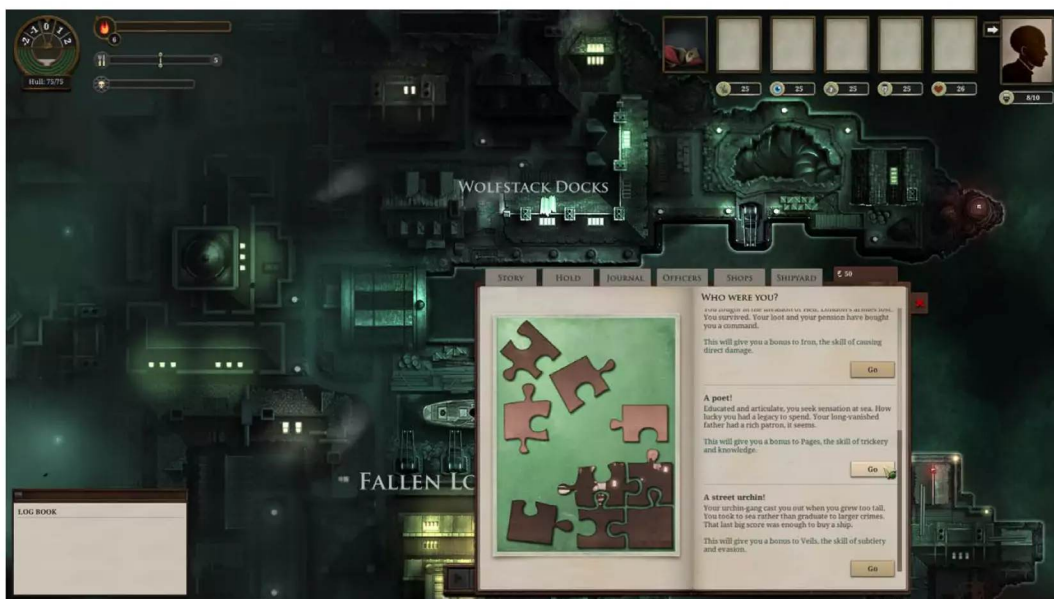 -2 -1 0 1 2
Hull: 75/75
6
5
25
25
25
25
26
8/10
WOLFSTACK DOCKS
STORY
HOLD
JOURNAL
OFFICERS
SHOPS
SHIPYARD
50
WHO WERE YOU?
You survived. Your loot and your pension have bought
you a command.
This will give you a bonus to Iron, the skill of causing
direct damage.
Go
A poet!
Educated and articulate, you seek sensation at sea. How
lucky you had a legacy to spend. Your long-vanished
father had a rich patron, it seems.
This will give you a bonus to Pages, the skill of trickery
and knowledge.
Go
A street urchin!
Your urchin-gang cast you out when you grew too tall.
You took to sea rather than graduate to larger crimes.
That last big score was enough to buy a ship.
This will give you a bonus to Veils, the skill of subtlety
and evasion.
Go
FALLEN LO
LOG BOOK